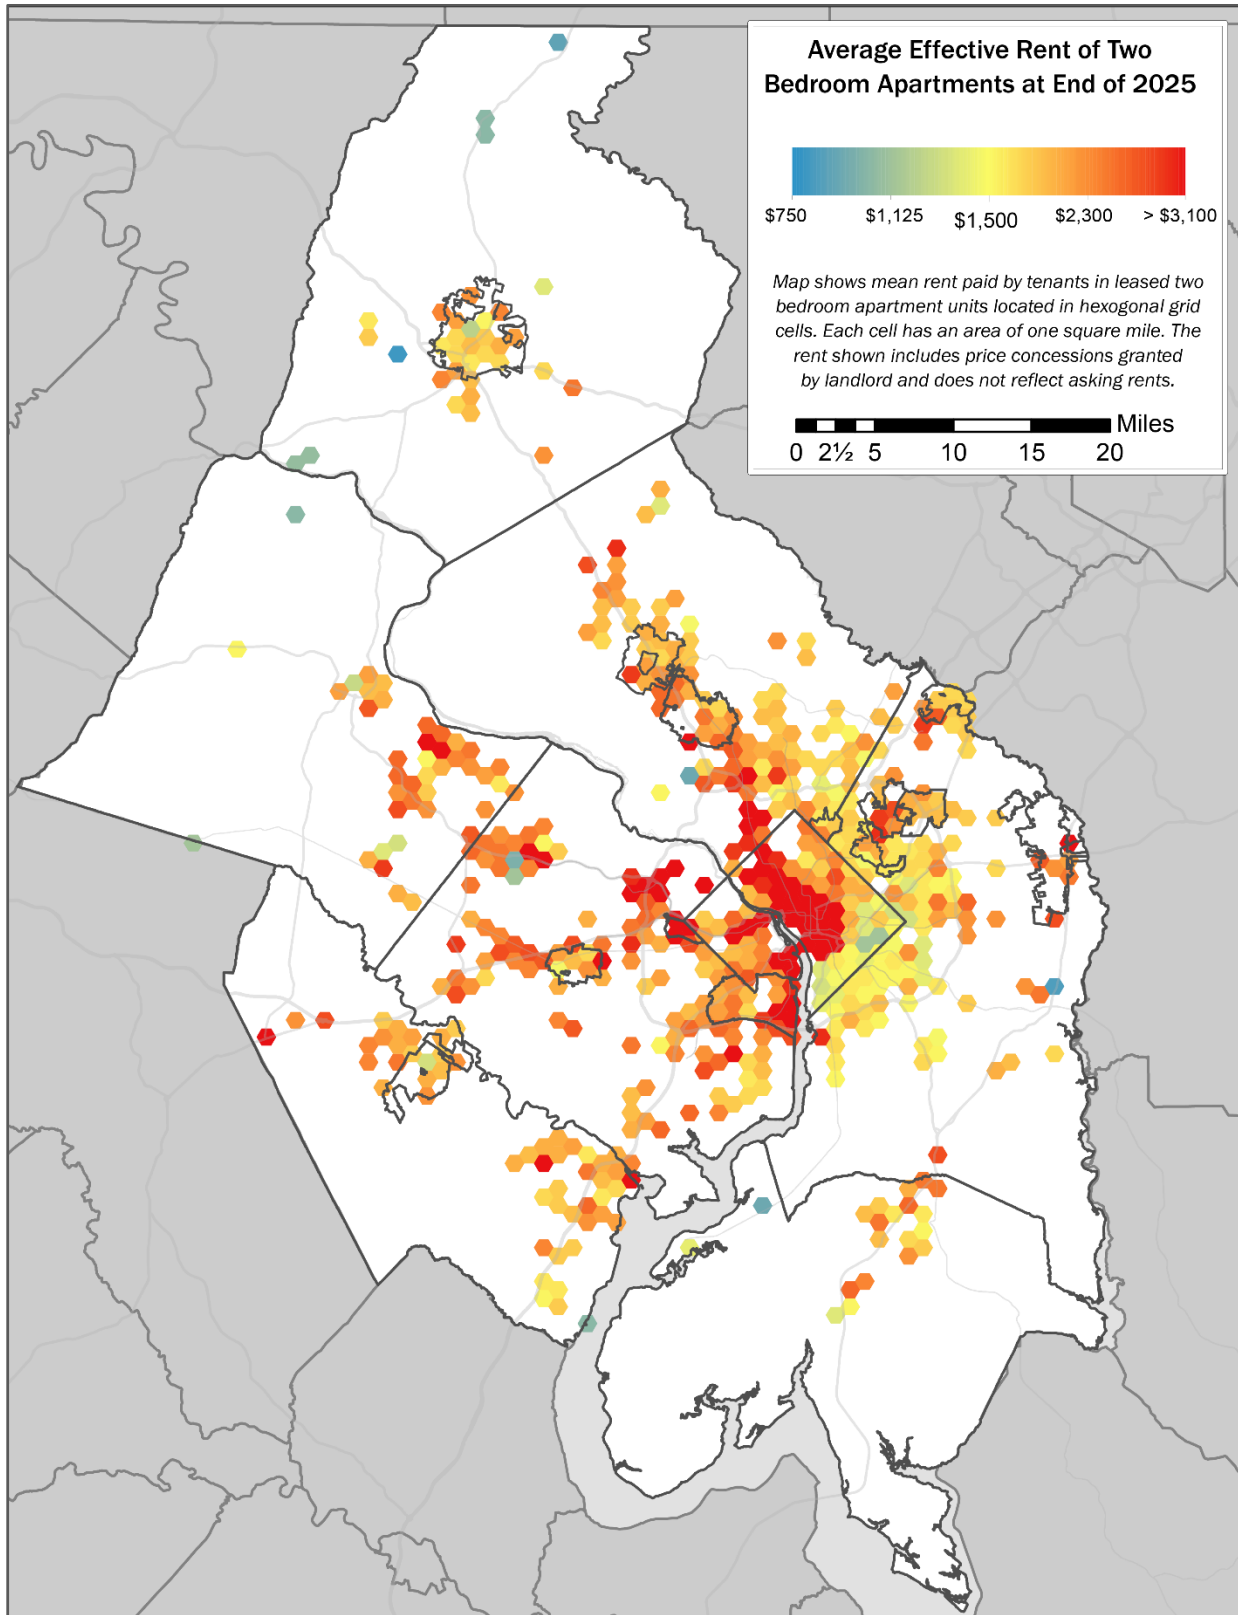 Average Effective Rent of Two
Bedroom Apartments at End of 2025
$750 $1,125 $1,500 $2,300 > $3,100
Map shows mean rent paid by tenants in leased two
bedroom apartment units located in hexogonal grid
cells. Each cell has an area of one square mile. The
rent shown includes price concessions granted
by landlord and does not reflect asking rents.
Miles
0 2½ 5 10 15 20